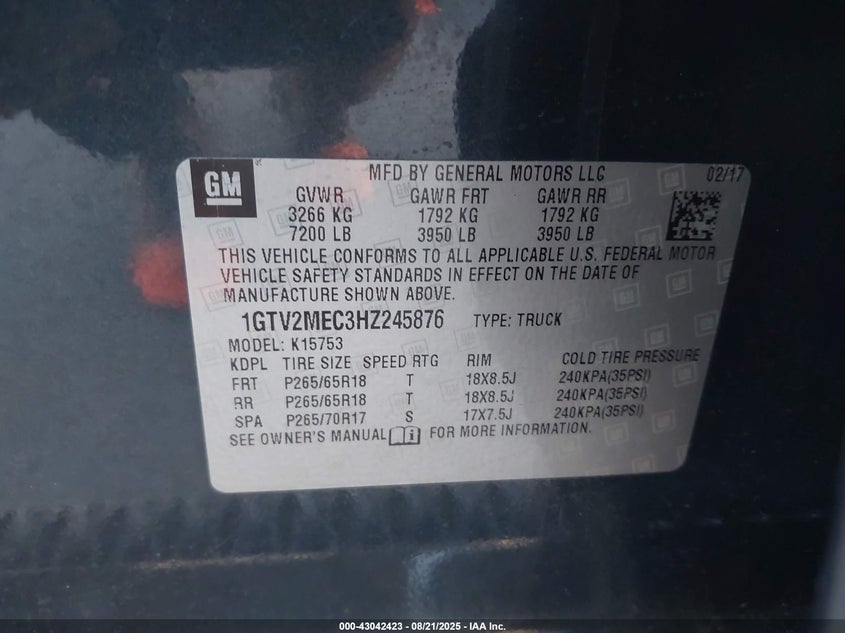 GM
MFD BY GENERAL MOTORS LLC 02/17
GVWR GAWR FRT GAWR RR
3266 KG 1792 KG 1792 KG
7200 LB 3950 LB 3950 LB
THIS VEHICLE CONFORMS TO ALL APPLICABLE U.S. FEDERAL MOTOR
VEHICLE SAFETY STANDARDS IN EFFECT ON THE DATE OF
MANUFACTURE SHOWN ABOVE.
1GTV2MEC3HZ245876 TYPE: TRUCK
MODEL: K15753
KDPL TIRE SIZE SPEED RTG RIM COLD TIRE PRESSURE
FRT P265/65R18 T 18X8.5J 240KPA(35PSI)
RR P265/65R18 T 18X8.5J 240KPA(35PSI)
SPA P265/70R17 S 17X7.5J 240KPA(35PSI)
SEE OWNER'S MANUAL i FOR MORE INFORMATION.
000-43042423 - 08/21/2025 - IAA Inc.